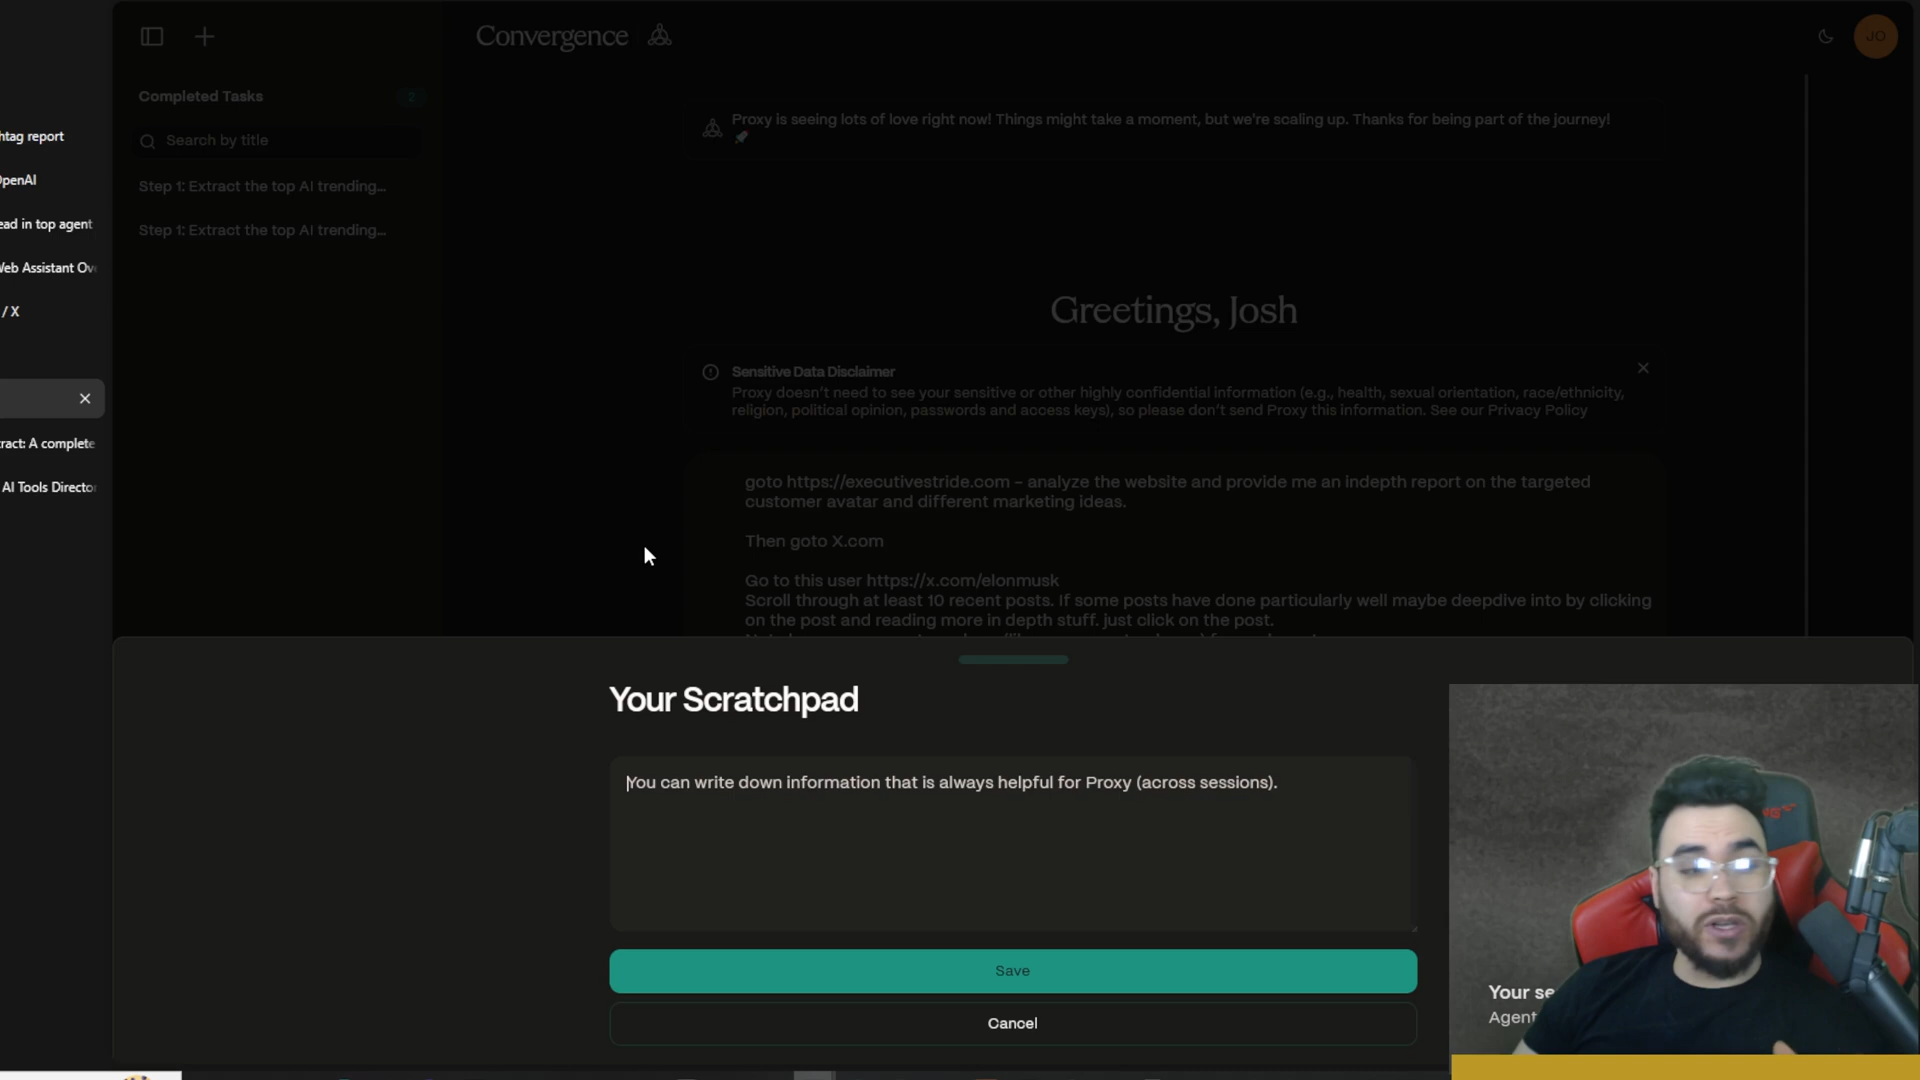 Convergence
JO
Completed Tasks
2
Search by title
Step 1: Extract the top AI trending...
Step 1: Extract the top AI trending...
htag report
OpenAI
ead in top agent
Web Assistant Ov
/ X
ract: A complete
AI Tools Director
Proxy is seeing lots of love right now! Things might take a moment, but we're scaling up. Thanks for being part of the journey!
Greetings, Josh
Sensitive Data Disclaimer
Proxy doesn't need to see your sensitive or other highly confidential information (e.g., health, sexual orientation, race/ethnicity,
religion, political opinion, passwords and access keys), so please don't send Proxy this information. See our Privacy Policy
goto https://executivestride.com – analyze the website and provide me an indepth report on the targeted
customer avatar and different marketing ideas.
Then goto X.com
Go to this user https://x.com/elonmusk
Scroll through at least 10 recent posts. If some posts have done particularly well maybe deepdive into by clicking
on the post and reading more in depth stuff. just click on the post.
Your Scratchpad
You can write down information that is always helpful for Proxy (across sessions).
Save
Cancel
Your se
Agent